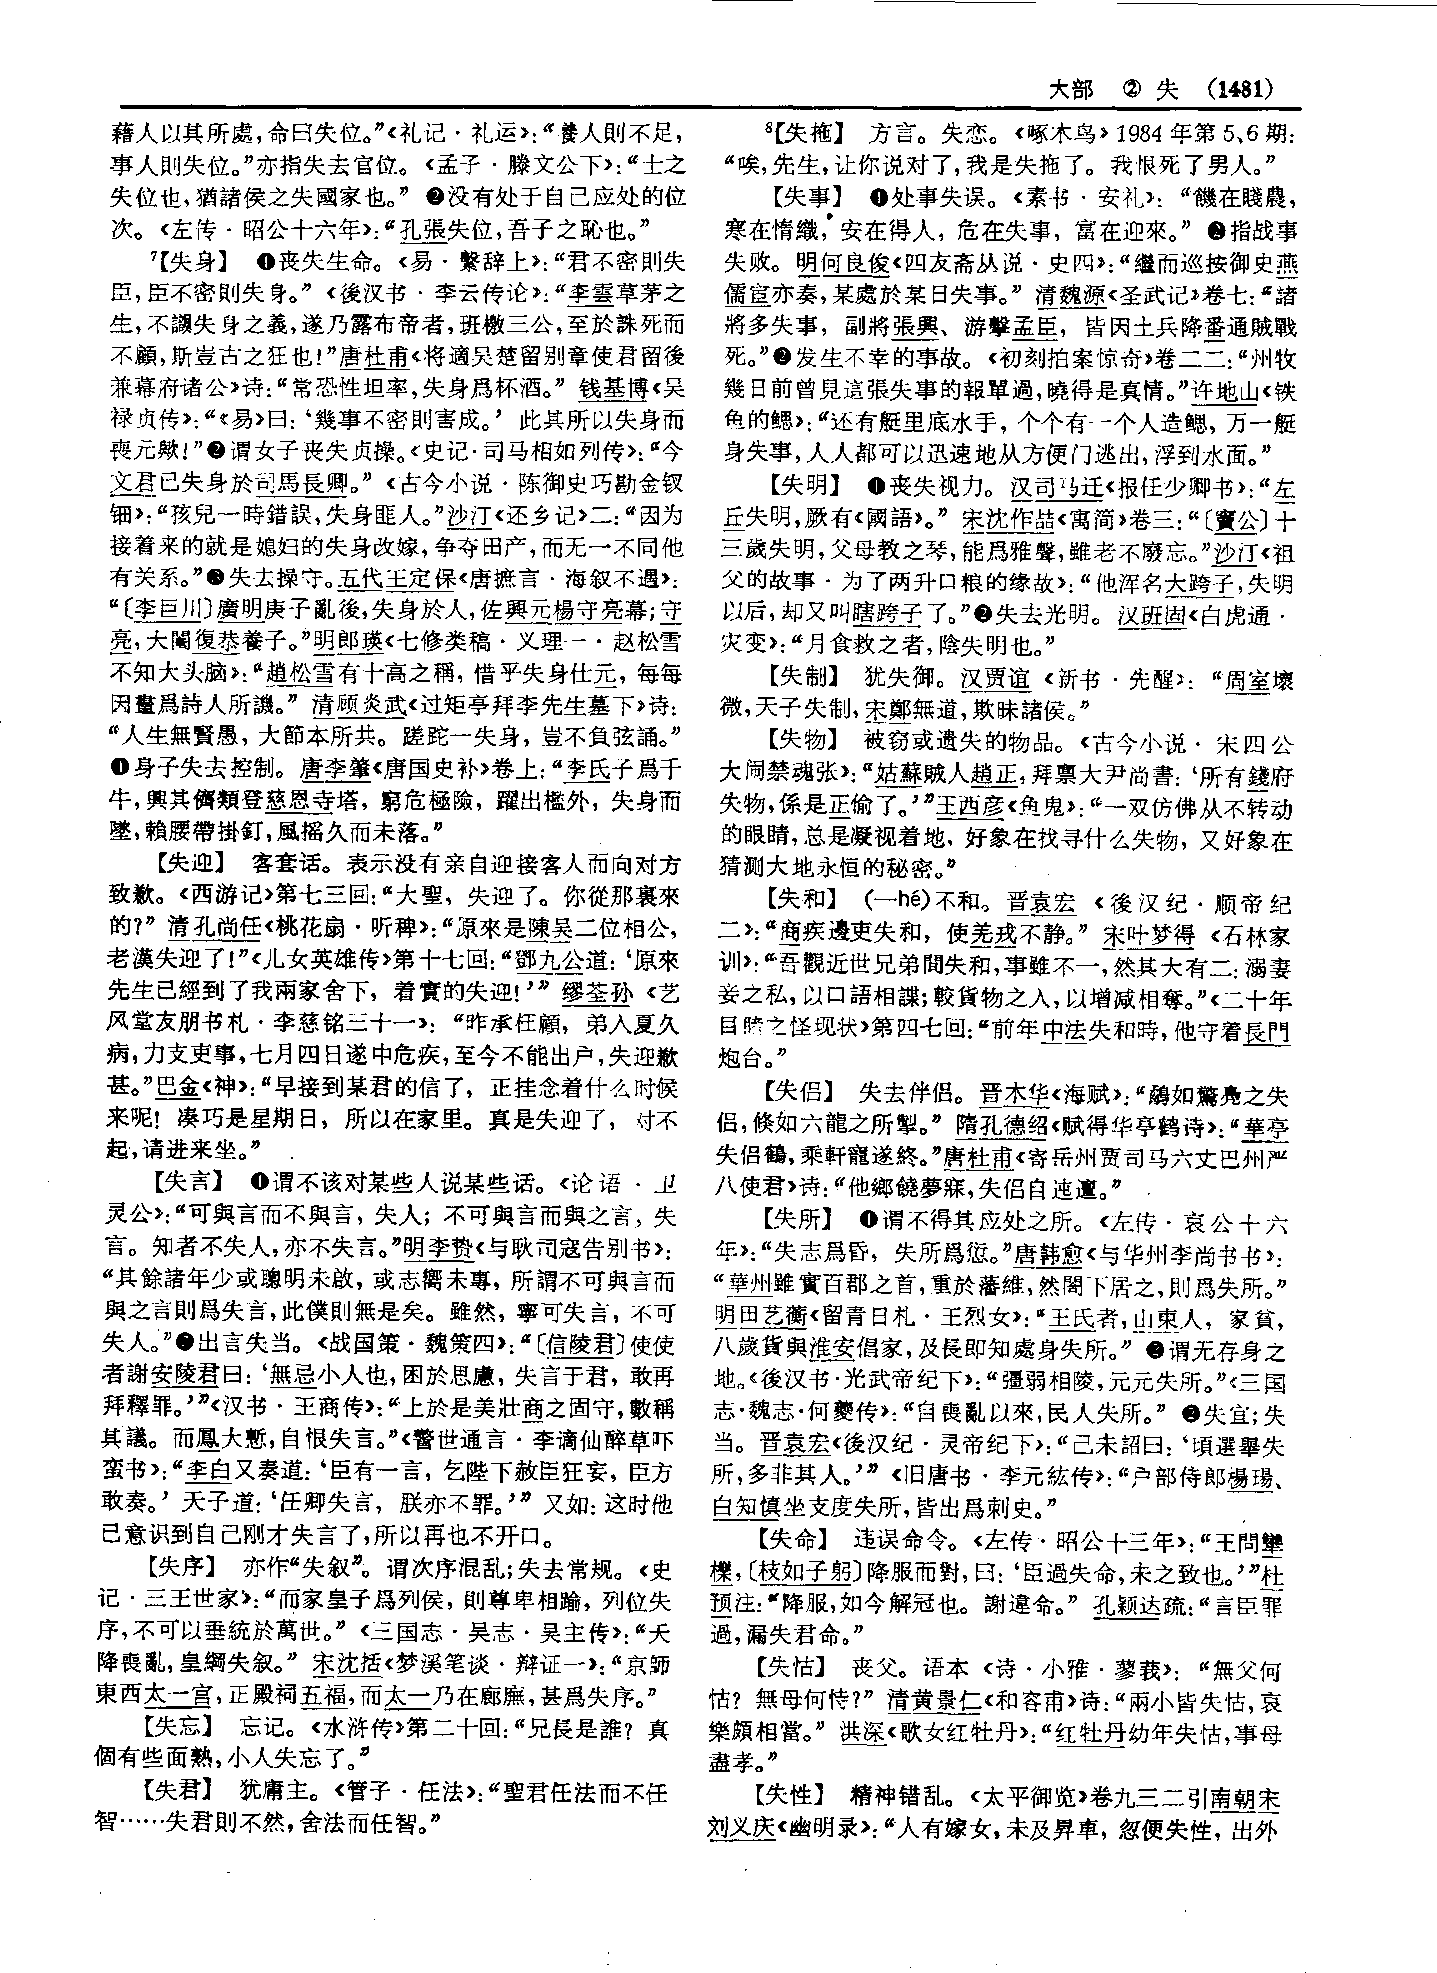 大部 ② 失 (1481)
藉人以其所處,命曰失位。”《礼记·礼运》:“養人則不足,
事人則失位。”亦指失去官位。《孟子·滕文公下》:“士之
失位也,猶諸侯之失國家也。” ❷没有处于自己应处的位
次。《左传·昭公十六年》:“孔張失位,吾子之恥也。”
⁷【失身】 ❶丧失生命。《易·繫辞上》:“君不密則失
臣,臣不密則失身。”《後汉书·李云传论》:“李雲草茅之
生,不識失身之義,遂乃露布帝者,班檄三公,至於誅死而
不顧,斯豈古之狂也!”唐杜甫《将適吴楚留别章使君留後
兼幕府诸公》诗:“常恐性坦率,失身爲杯酒。” 钱基博《吴
禄贞传》:“《易》曰:‘幾事不密則害成。’ 此其所以失身而
喪元歟!”❷谓女子丧失贞操。《史记·司马相如列传》:“今
文君已失身於司馬長卿。”《古今小说·陈御史巧勘金钗
钿》:“孩兒一時錯誤,失身匪人。”沙汀《还乡记》二:“因为
接着来的就是媳妇的失身改嫁,争夺田产,而无一不同他
有关系。”❸失去操守。五代王定保《唐摭言·海叙不遇》:
“〔李巨川〕廣明庚子亂後,失身於人,佐興元楊守亮幕;守
亮,大閹復恭養子。”明郎瑛《七修类稿·义理一·赵松雪
不知大头脑》:“趙松雪有十高之稱,惜乎失身仕元,每每
因畫爲詩人所譏。” 清顾炎武《过矩亭拜李先生墓下》诗:
“人生無賢愚,大節本所共。蹉跎一失身,豈不負弦誦。”
❹身子失去控制。唐李肇《唐国史补》卷上:“李氏子爲千
牛,興其儕類登慈恩寺塔,窮危極險,躍出檻外,失身而
墜,賴腰帶掛釘,風摇久而未落。”
【失迎】 客套话。表示没有亲自迎接客人而向对方
致歉。《西游记》第七三回:“大聖,失迎了。你從那裏來
的?” 清孔尚任《桃花扇·听稗》:“原來是陳吴二位相公,
老漢失迎了!”《儿女英雄传》第十七回:“鄧九公道:‘原來
先生已經到了我兩家舍下,着實的失迎!’” 缪荃孙《艺
风堂友朋书札·李慈铭三十一》:“昨承枉顧,弟入夏久
病,力支吏事,七月四日遂中危疾,至今不能出户,失迎歉
甚。”巴金《神》:“早接到某君的信了,正挂念着什么时候
来呢!凑巧是星期日,所以在家里。真是失迎了,对不
起,请进来坐。”
【失言】 ❶谓不该对某些人说某些话。《论语·卫
灵公》:“可與言而不與言,失人;不可與言而與之言,失
言。知者不失人,亦不失言。”明李贽《与耿司寇告别书》:
“其餘諸年少或聰明未啟,或志嚮未專,所謂不可與言而
與之言則爲失言,此僕則無是矣。雖然,寧可失言,不可
失人。”❷出言失当。《战国策·魏策四》:“〔信陵君〕使使
者謝安陵君曰:‘無忌小人也,困於思慮,失言于君,敢再
拜釋罪。’”《汉书·王商传》:“上於是美壯商之固守,數稱
其議。而鳳大慙,自恨失言。”《警世通言·李谪仙醉草吓
蛮书》:“李白又奏道:‘臣有一言,乞陛下赦臣狂妄,臣方
敢奏。’ 天子道:‘任卿失言,朕亦不罪。’” 又如:这时他
已意识到自己刚才失言了,所以再也不开口。
【失序】 亦作“失叙”。谓次序混乱;失去常规。《史
记·三王世家》:“而家皇子爲列侯,則尊卑相踰,列位失
序,不可以垂統於萬世。”《三国志·吴志·吴主传》:“天
降喪亂,皇綱失叙。” 宋沈括《梦溪笔谈·辩证一》:“京師
東西太一宫,正殿祠五福,而太一乃在廊廡,甚爲失序。”
【失忘】 忘记。《水浒传》第二十回:“兄長是誰?真
個有些面熟,小人失忘了。”
【失君】 犹庸主。《管子·任法》:“聖君任法而不任
智……失君則不然,舍法而任智。”
⁸【失拖】 方言。失恋。《啄木鸟》1984年第5、6期:
“唉,先生,让你说对了,我是失拖了。我恨死了男人。”
【失事】 ❶处事失误。《素书·安礼》:“饑在賤農,
寒在惰織,安在得人,危在失事,富在迎來。” ❷指战事
失败。明何良俊《四友斋丛说·史四》:“繼而巡按御史燕
儒宦亦奏,某處於某日失事。” 清魏源《圣武记》卷七:“諸
將多失事,副將張興、游擊孟臣,皆因土兵降番通賊戰
死。”❸发生不幸的事故。《初刻拍案惊奇》卷二二:“州牧
幾日前曾見這張失事的報單過,曉得是真情。”许地山《铁
鱼的鳃》:“还有艇里底水手,个个有一个人造鳃,万一艇
身失事,人人都可以迅速地从方便门逃出,浮到水面。”
【失明】 ❶丧失视力。汉司马迁《报任少卿书》:“左
丘失明,厥有《國語》。” 宋沈作喆《寓简》卷三:“〔竇公〕十
三歲失明,父母教之琴,能爲雅聲,雖老不廢忘。”沙汀《祖
父的故事·为了两升口粮的缘故》:“他浑名大跨子,失明
以后,却又叫瞎跨子了。”❷失去光明。汉班固《白虎通·
灾变》:“月食救之者,陰失明也。”
【失制】 犹失御。汉贾谊《新书·先醒》:“周室壞
微,天子失制,宋鄭無道,欺昧諸侯。”
【失物】 被窃或遗失的物品。《古今小说·宋四公
大闹禁魂张》:“姑蘇賊人趙正,拜禀大尹尚書:‘所有錢府
失物,係是正偷了。’”王西彦《鱼鬼》:“一双仿佛从不转动
的眼睛,总是凝视着地,好象在找寻什么失物,又好象在
猜测大地永恒的秘密。”
【失和】 (—hé)不和。晋袁宏《後汉纪·顺帝纪
二》:“商疾邊吏失和,使羌戎不静。” 宋叶梦得《石林家
训》:“吾觀近世兄弟間失和,事雖不一,然其大有二:溺妻
妾之私,以口語相諜;較貨物之入,以增减相奪。”《二十年
目睹之怪现状》第四七回:“前年中法失和時,他守着長門
炮台。”
【失侣】 失去伴侣。晋木华《海赋》:“鷸如驚鳧之失
侣,倏如六龍之所掣。” 隋孔德绍《赋得华亭鹤诗》:“華亭
失侣鶴,乘軒寵遂終。”唐杜甫《寄岳州贾司马六丈巴州严
八使君》诗:“他鄉饒夢寐,失侣自迍邅。”
【失所】 ❶谓不得其应处之所。《左传·哀公十六
年》:“失志爲昏,失所爲愆。”唐韩愈《与华州李尚书书》:
“華州雖實百郡之首,重於藩維,然閤下居之,則爲失所。”
明田艺蘅《留青日札·王烈女》:“王氏者,山東人,家貧,
八歲貨與淮安倡家,及長即知處身失所。” ❷谓无存身之
地。《後汉书·光武帝纪下》:“彊弱相陵,元元失所。”《三国
志·魏志·何夔传》:“自喪亂以來,民人失所。” ❸失宜;失
当。晋袁宏《後汉纪·灵帝纪下》:“己未詔曰:‘頃選舉失
所,多非其人。’”《旧唐书·李元紘传》:“户部侍郎楊瑒、
白知慎坐支度失所,皆出爲刺史。”
【失命】 违误命令。《左传·昭公十三年》:“王問犫
櫟,〔枝如子躬〕降服而對,曰:‘臣過失命,未之致也。’”杜
预注:“降服,如今解冠也。謝違命。” 孔颖达疏:“言臣罪
過,漏失君命。”
【失怙】 丧父。语本《诗·小雅·蓼莪》:“無父何
怙?無母何恃?” 清黄景仁《和容甫》诗:“兩小皆失怙,哀
樂頗相當。” 洪深《歌女红牡丹》:“红牡丹幼年失怙,事母
盡孝。”
【失性】 精神错乱。《太平御览》卷九三二引南朝宋
刘义庆《幽明录》:“人有嫁女,未及昇車,忽便失性,出外